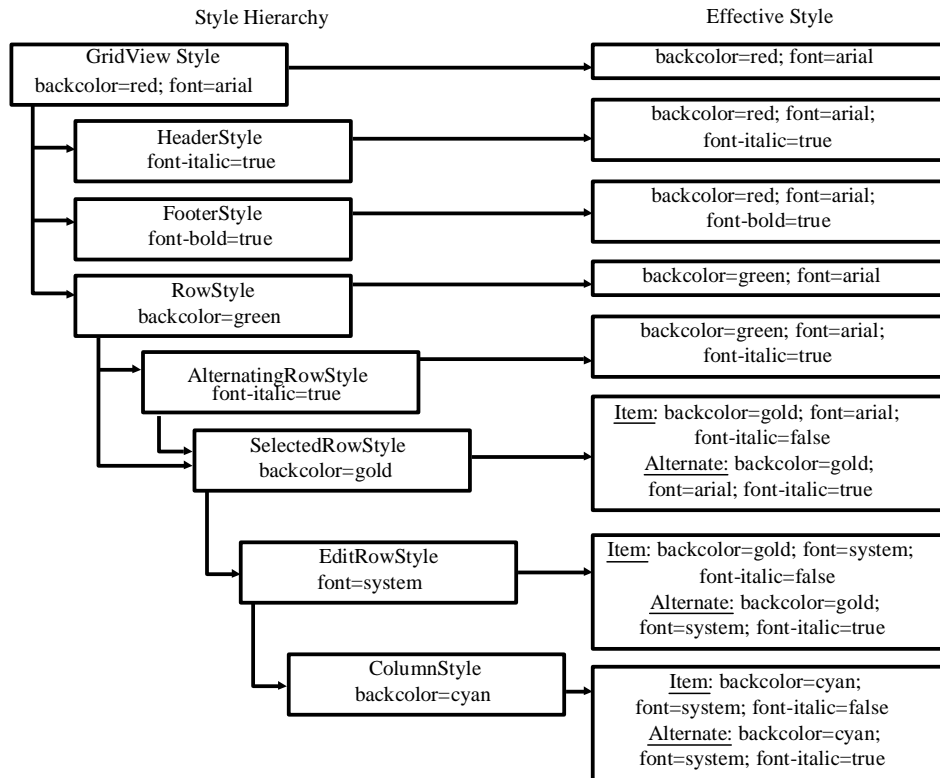 Style Hierarchy
Effective Style
GridView Style
backcolor=red; font=arial
backcolor=red; font=arial
HeaderStyle
font-italic=true
backcolor=red; font=arial;
font-italic=true
FooterStyle
font-bold=true
backcolor=red; font=arial;
font-bold=true
RowStyle
backcolor=green
backcolor=green; font=arial
AlternatingRowStyle
font-italic=true
backcolor=green; font=arial;
font-italic=true
SelectedRowStyle
backcolor=gold
Item: backcolor=gold; font=arial;
font-italic=false
Alternate: backcolor=gold;
font=arial; font-italic=true
EditRowStyle
font=system
Item: backcolor=gold; font=system;
font-italic=false
Alternate: backcolor=gold;
font=system; font-italic=true
ColumnStyle
backcolor=cyan
Item: backcolor=cyan;
font=system; font-italic=false
Alternate: backcolor=cyan;
font=system; font-italic=true